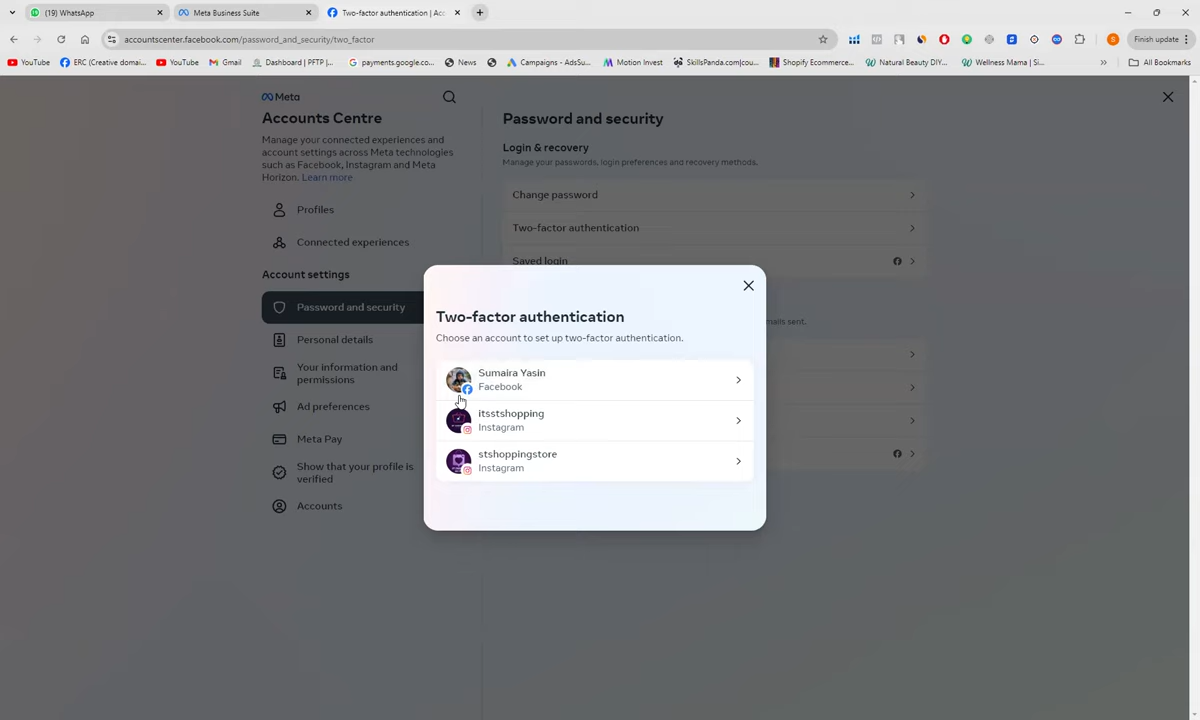 (19) WhatsApp
Meta Business Suite
Two-factor authentication | Acc
accountscenter.facebook.com/password_and_security/two_factor
Finish update
YouTube
ERC (Creative domai...
YouTube
Gmail
Dashboard | PFTP |...
payments.google.co...
News
Campaigns - AdsSu...
Motion Invest
SkillsPanda.com|cou...
Shopify Ecommerce...
Natural Beauty DIY...
Wellness Mama | Si...
All Bookmarks
Meta
Accounts Centre
Manage your connected experiences and
account settings across Meta technologies
such as Facebook, Instagram and Meta
Horizon. Learn more
Profiles
Connected experiences
Account settings
Password and security
Personal details
Your information and
permissions
Ad preferences
Meta Pay
Show that your profile is
verified
Accounts
Password and security
Login & recovery
Manage your passwords, login preferences and recovery methods.
Change password
Two-factor authentication
Saved login
mails sent.
Two-factor authentication
Choose an account to set up two-factor authentication.
Sumaira Yasin
Facebook
itsstshopping
Instagram
stshoppingstore
Instagram